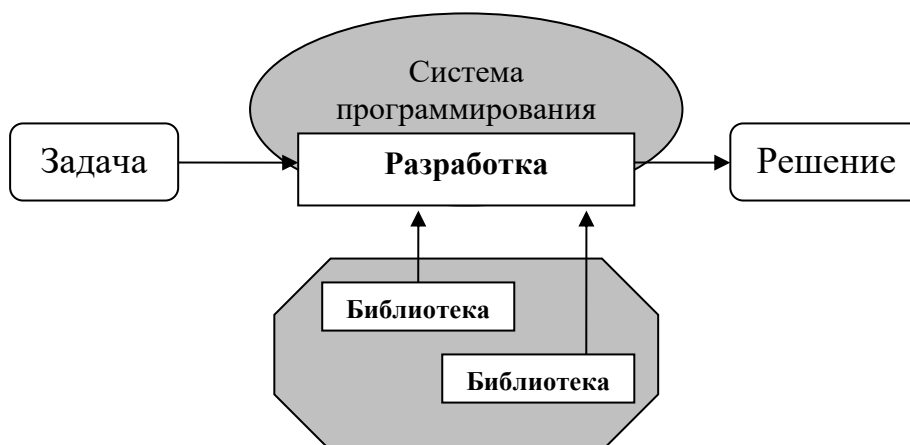 Система
программирования
Задача
Разработка
Решение
Библиотека
Библиотека